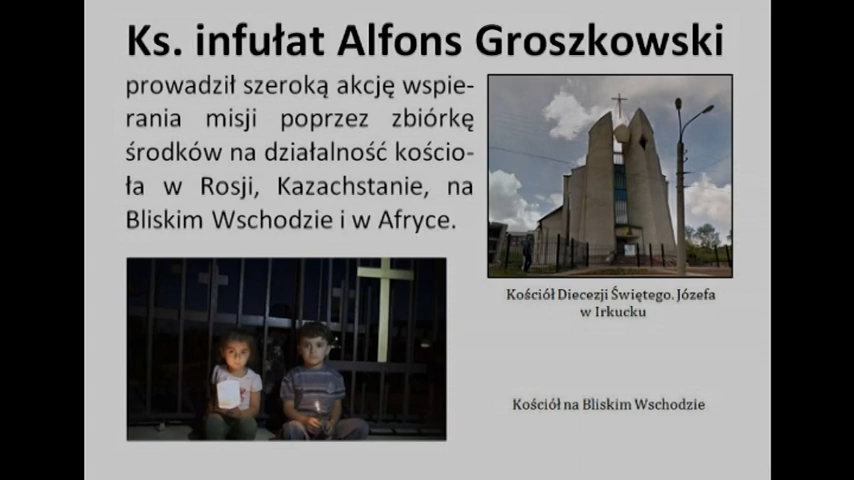 Ks. infułat Alfons Groszkowski
prowadził szeroką akcję wspie-
rania misji poprzez zbiórkę
środków na działalność kościo-
ła w Rosji, Kazachstanie, na
Bliskim Wschodzie i w Afryce.
Kościół Diecezji Świętego. Józefa
w Irkucku
Kościół na Bliskim Wschodzie